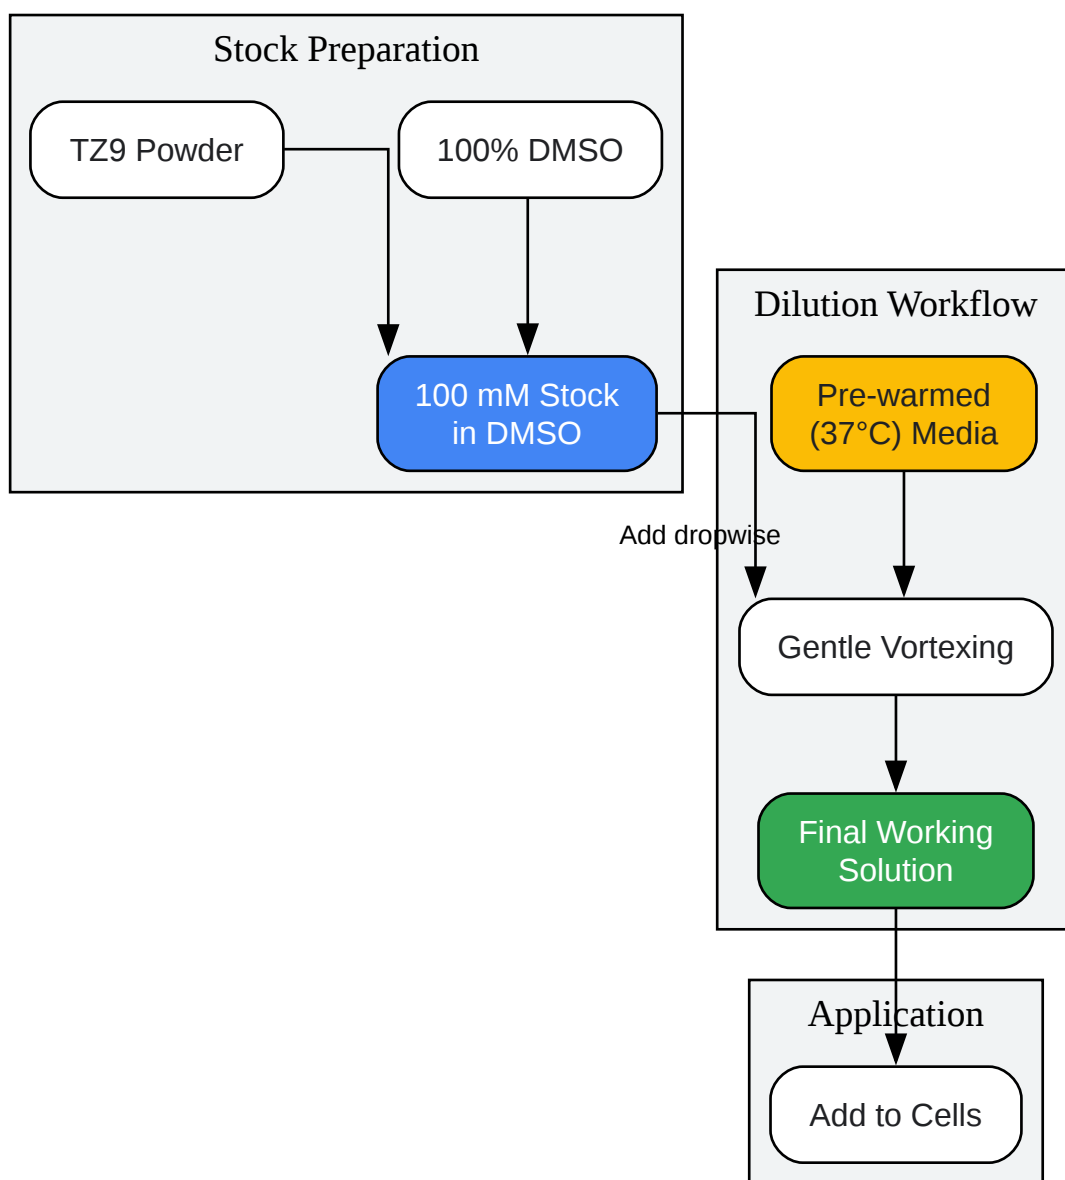 Stock Preparation
TZ9 Powder
100% DMSO
100 mM Stock
in DMSO
Dilution Workflow
Pre-warmed
(37°C) Media
Add dropwise
Gentle Vortexing
Final Working
Solution
Application
Add to Cells